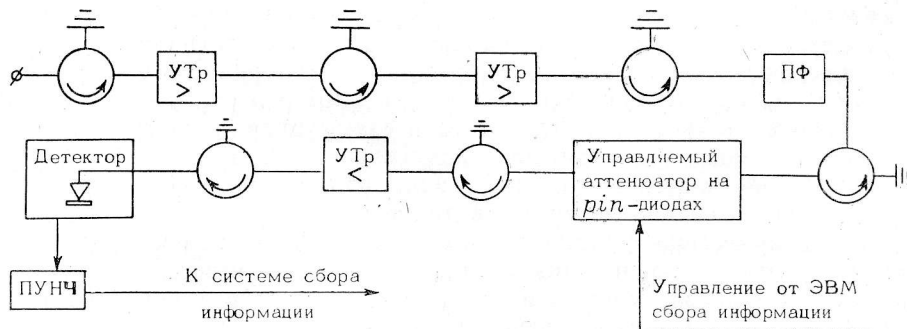 УТр
>
УТр
>
ПФ
Детектор
УТр
<
Управляемый
аттенюатор на
pin-диодах
ПУНЧ
К системе сбора
информации
Управление от ЭВМ
сбора информации